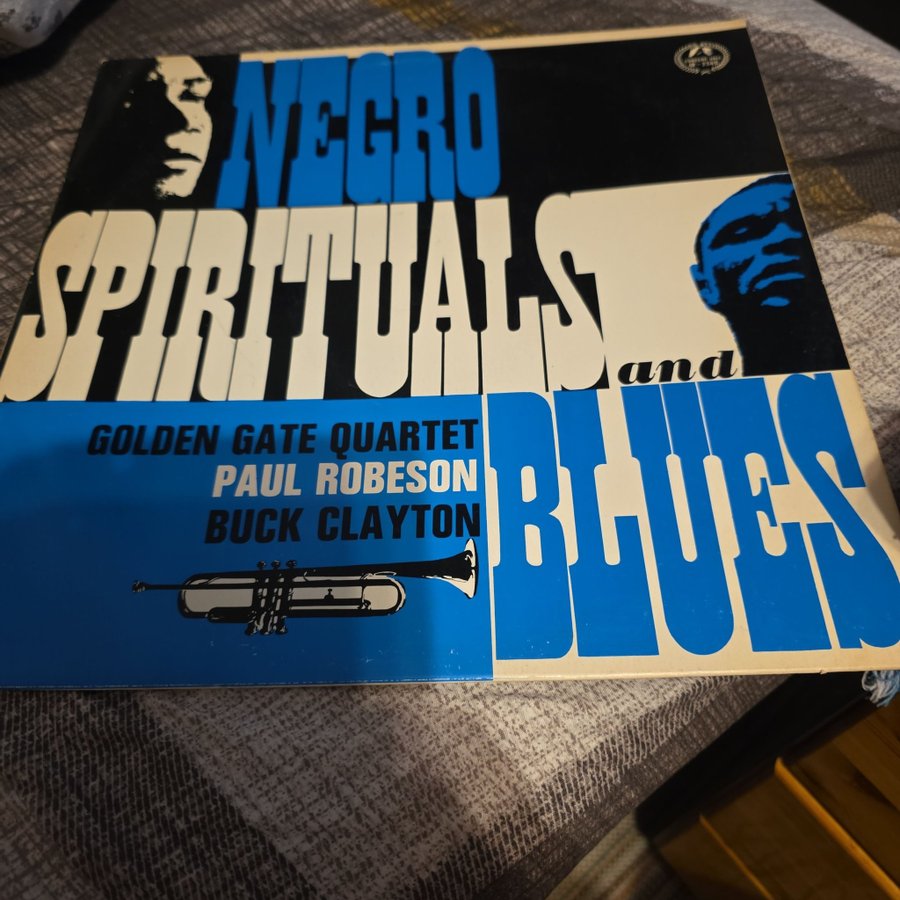 NEGRO
SPIRITUALS
and
BLUES
GOLDEN GATE QUARTET
PAUL ROBESON
BUCK CLAYTON